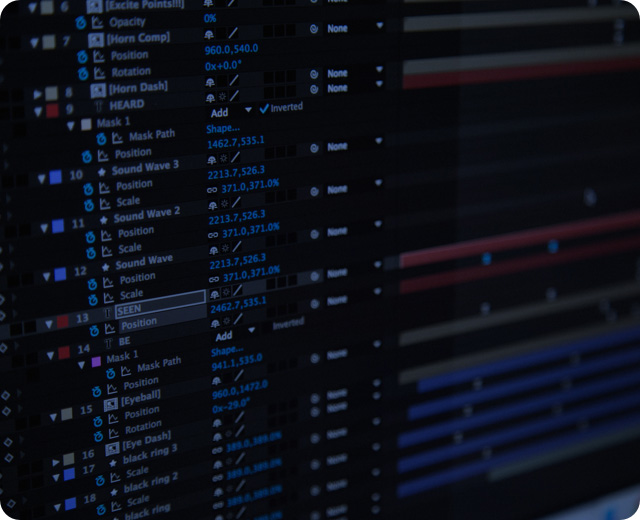 6 [Excite Points!!!]
Opacity 0%
7 [Horn Comp] None
Position 960.0,540.0
Rotation 0x+0.0°
8 [Horn Dash] None
9 HEARD None
Mask 1 Add Inverted
Mask Path Shape...
Position 1462.7,535.1
10 Sound Wave 3 None
Position 2213.7,526.3
Scale 371.0,371.0%
11 Sound Wave 2 None
Position 2213.7,526.3
Scale 371.0,371.0%
12 Sound Wave None
Position 2213.7,526.3
Scale 371.0,371.0%
13 SEEN None
Position 2462.7,535.1
14 BE None
Mask 1 Add Inverted
Mask Path Shape...
Position 941.1,535.0
15 [Eyeball] None
Position 960.0,1472.0
Rotation 0x-29.0°
16 [Eye Dash] None
17 black ring 3 None
Scale 389.0,389.0%
black ring 2 None
18 Scale
black ring